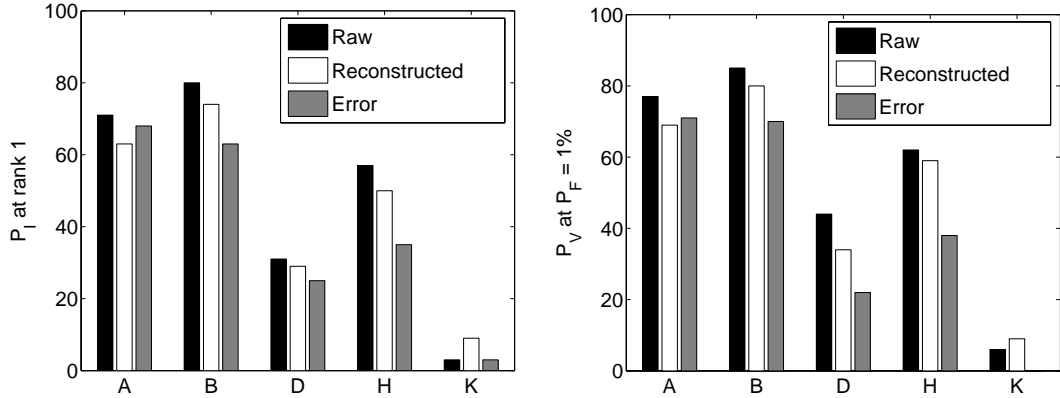 100
80
60
40
20
0
P_I at rank 1
Raw
Reconstructed
Error
A B D H K
100
80
60
40
20
0
P_V at P_F = 1%
Raw
Reconstructed
Error
A B D H K